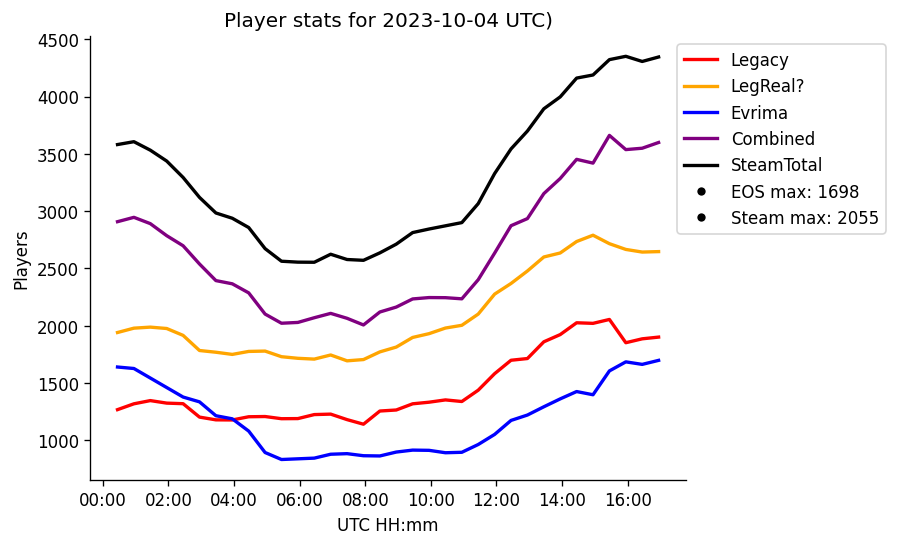 Player stats for 2023-10-04 UTC)
4500
4000
3500
3000
2500
2000
1500
1000
Players
00:00 02:00 04:00 06:00 08:00 10:00 12:00 14:00 16:00
UTC HH:mm
Legacy
LegReal?
Evrima
Combined
SteamTotal
EOS max: 1698
Steam max: 2055